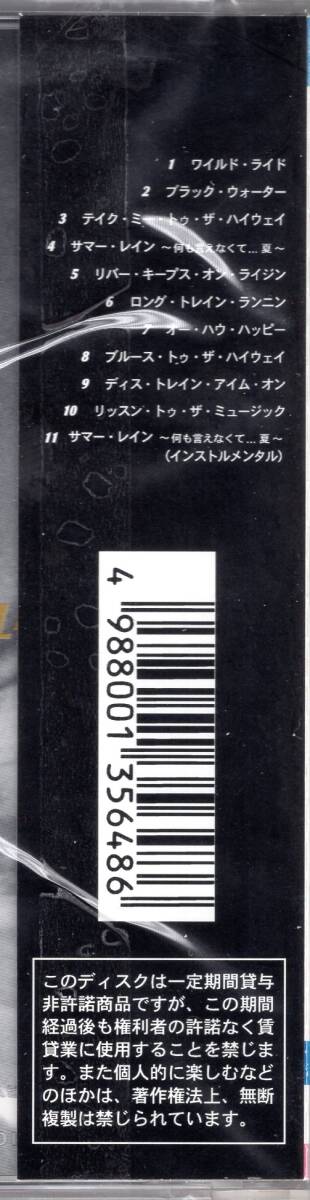 1 ワイルド・ライド
2 ブラック・ウォーター
3 テイク・ミー・トゥ・ザ・ハイウェイ
4 サマー・レイン 〜何も言えなくて…夏〜
5 リバー・キープス・オン・ライジン
6 ロング・トレイン・ランニン
7 オー・ハウ・ハッピー
8 ブルース・トゥ・ザ・ハイウェイ
9 ディス・トレイン・アイム・オン
10 リッスン・トゥ・ザ・ミュージック
11 サマー・レイン 〜何も言えなくて…夏〜
(インストルメンタル)
4 988001 356486
このディスクは一定期間貸与
非許諾商品ですが、この期間
経過後も権利者の許諾なく賃
貸業に使用することを禁じま
す。また個人的に楽しむなど
のほかは、著作権法上、無断
複製は禁じられています。